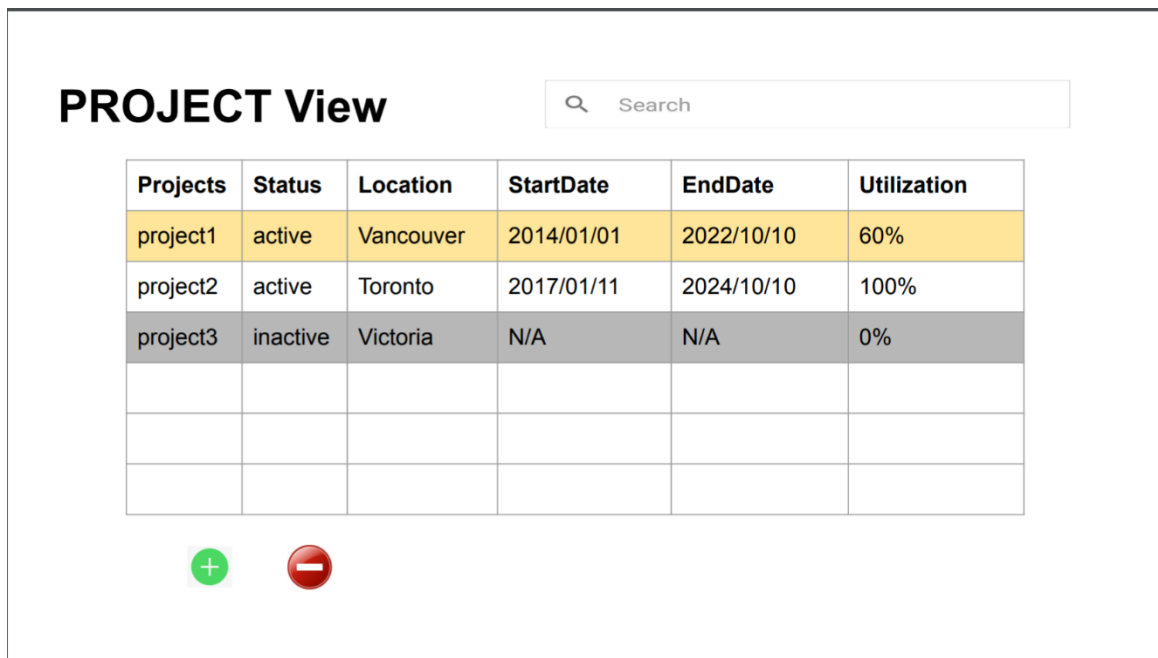 PROJECT View
Search
Projects Status Location StartDate EndDate Utilization
project1 active Vancouver 2014/01/01 2022/10/10 60%
project2 active Toronto 2017/01/11 2024/10/10 100%
project3 inactive Victoria N/A N/A 0%